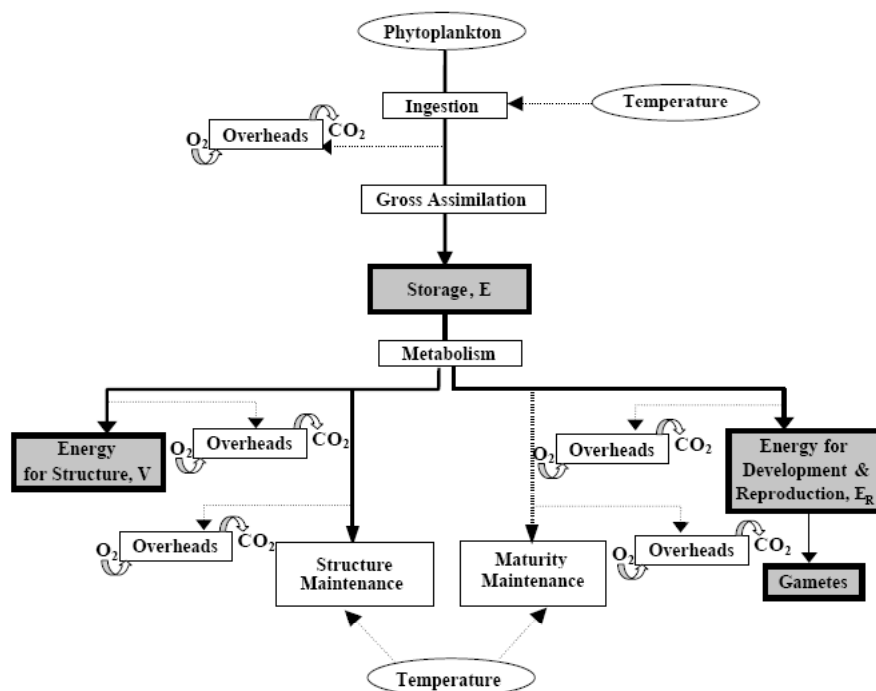 Phytoplankton
Ingestion
Temperature
O2 Overheads CO2
Gross Assimilation
Storage, E
Metabolism
Energy
for Structure, V
O2 Overheads CO2
O2 Overheads CO2
Energy for
Development &
Reproduction, ER
O2 Overheads CO2
Structure
Maintenance
Maturity
Maintenance
O2 Overheads CO2
Gametes
Temperature